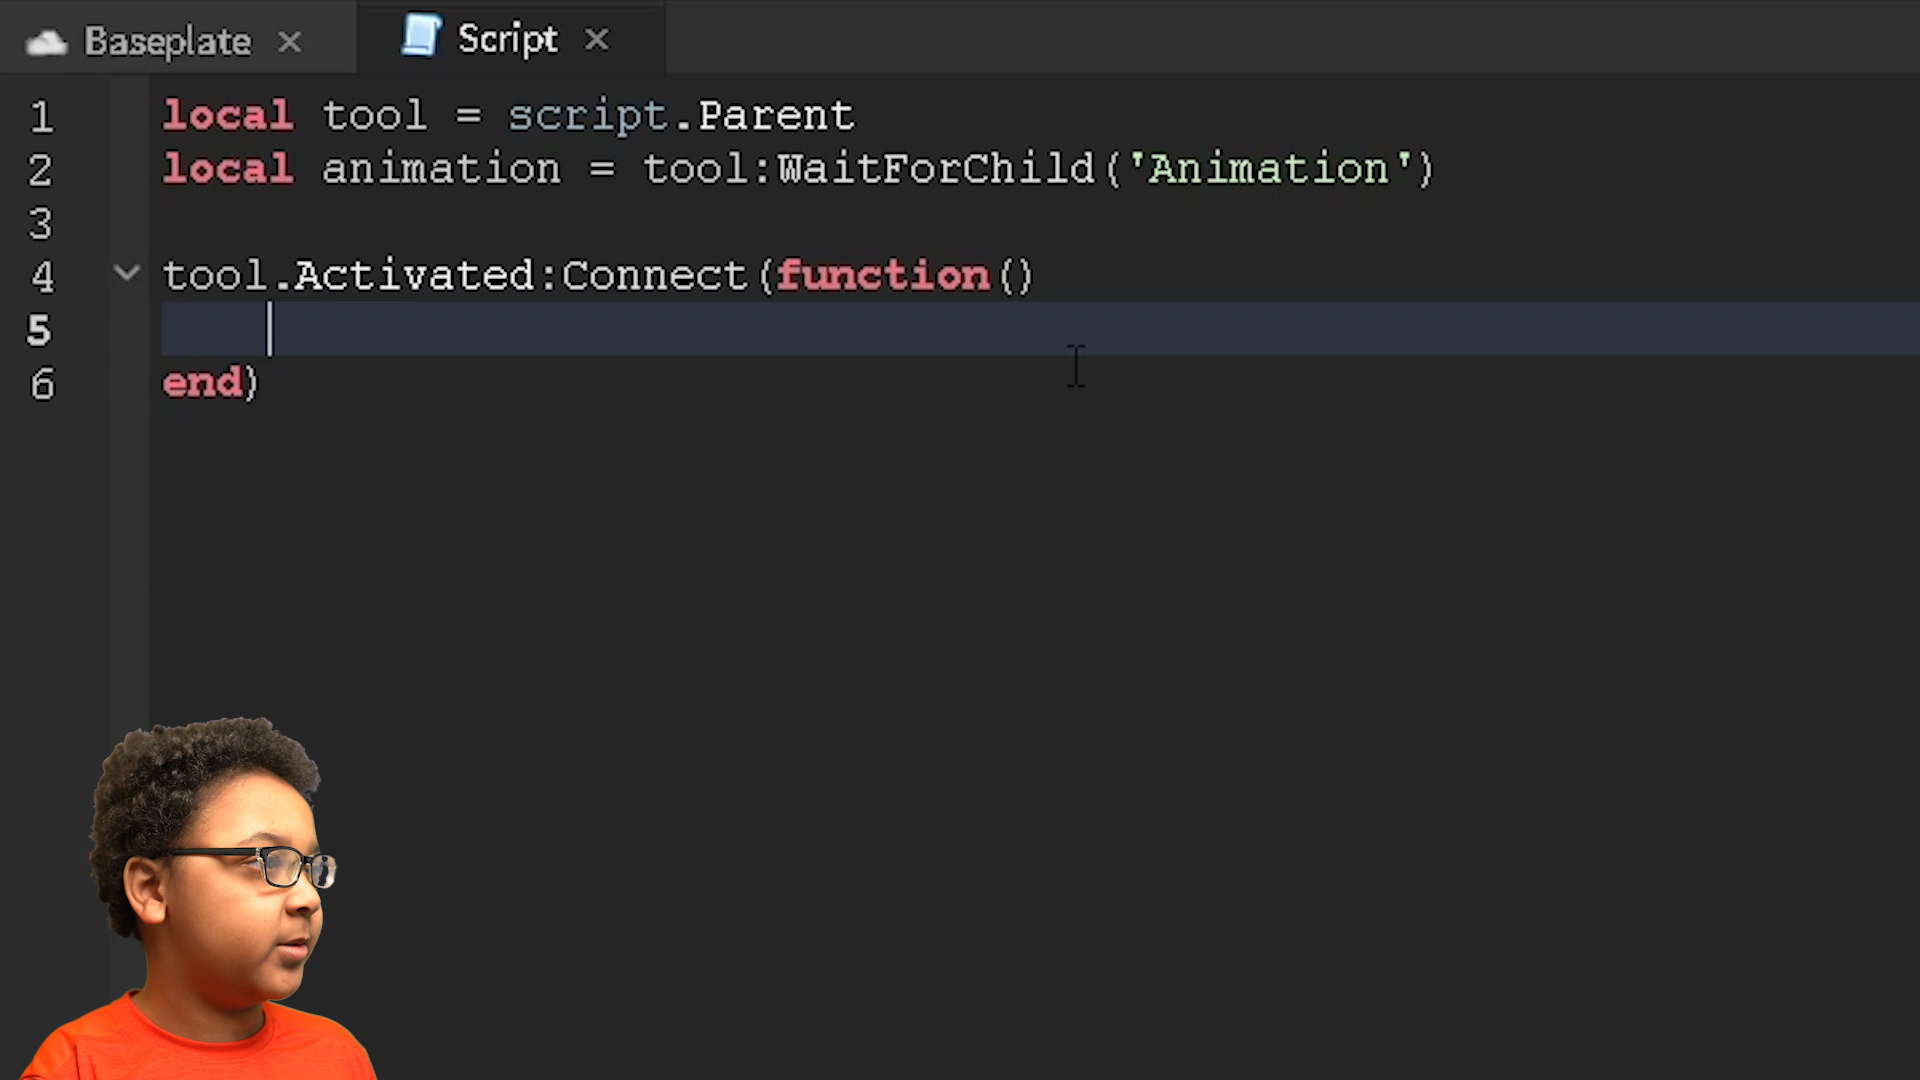 Baseplate
Script
1 local tool = script.Parent
2 local animation = tool:WaitForChild('Animation')
3
4 tool.Activated:Connect(function()
5
6 end)